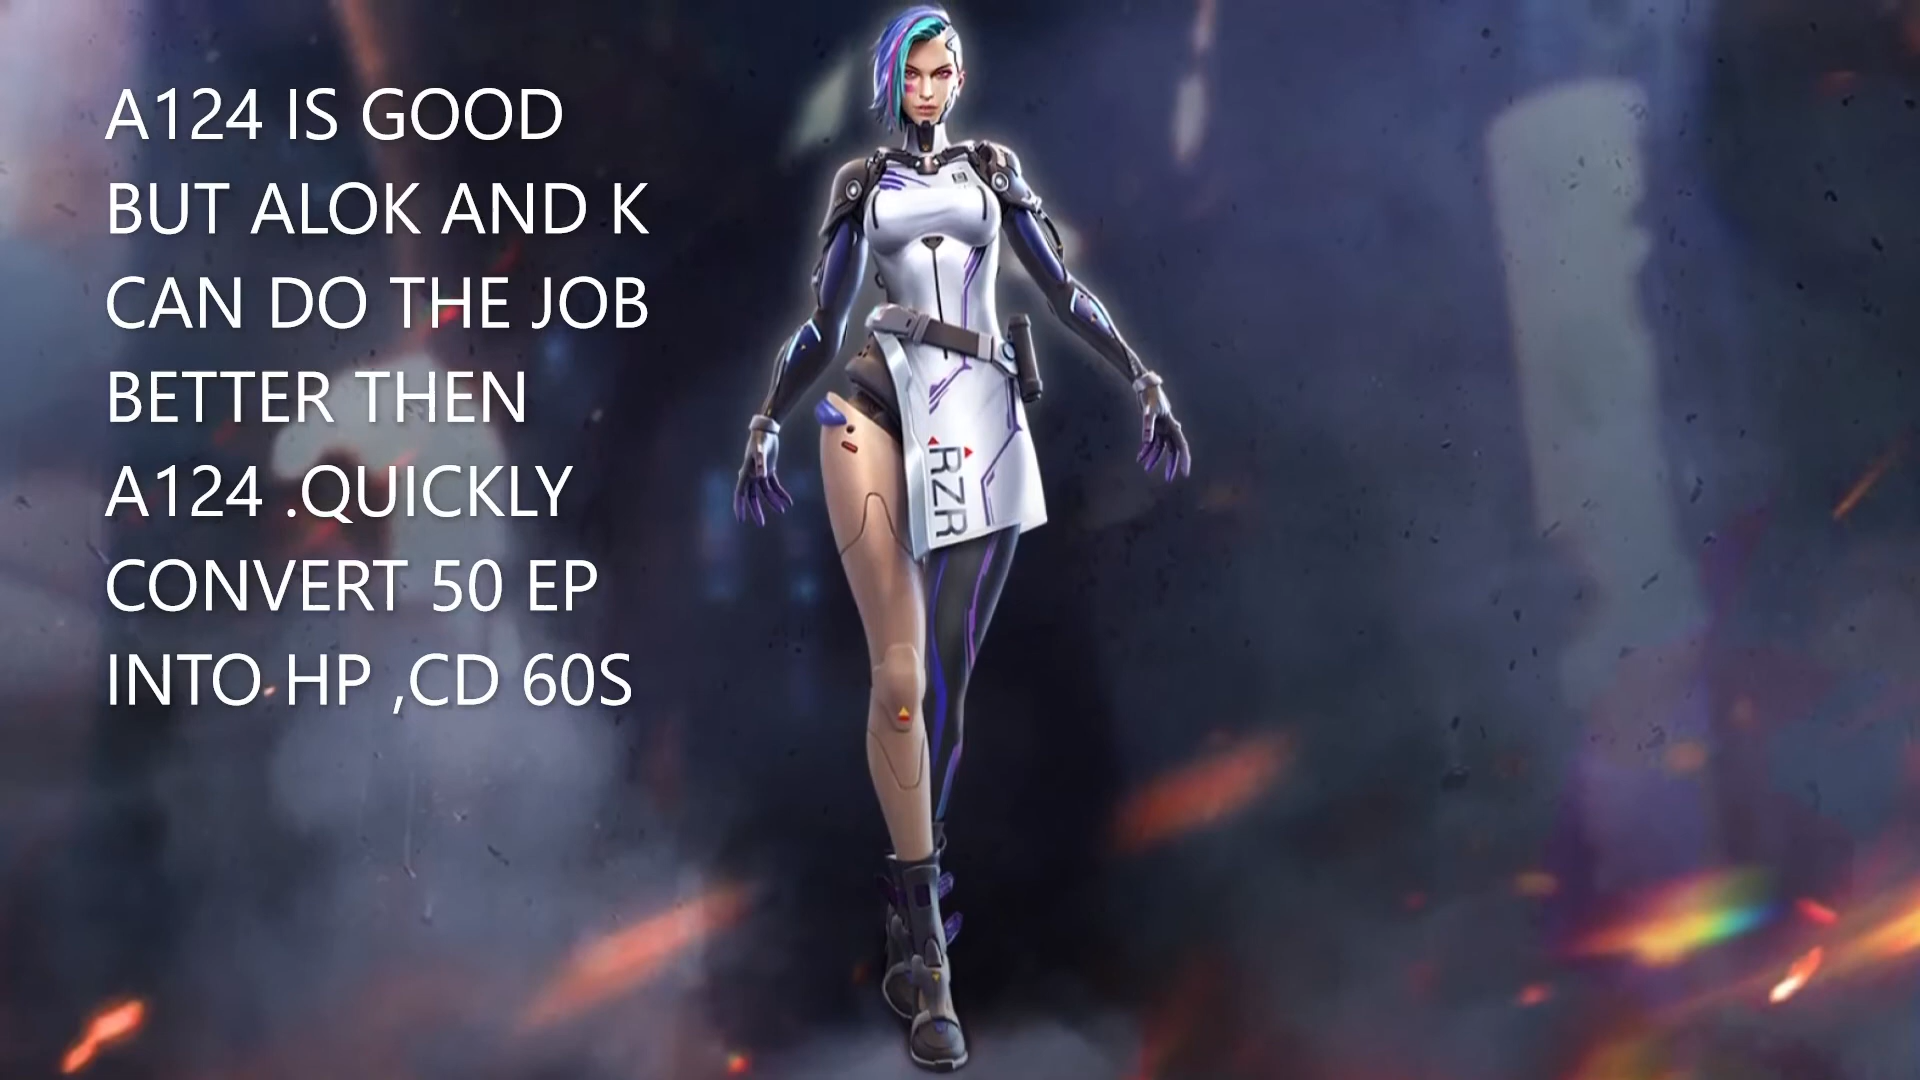 A124 IS GOOD
BUT ALOK AND K
CAN DO THE JOB
BETTER THEN
A124 .QUICKLY
CONVERT 50 EP
INTO HP ,CD 60S
RZR